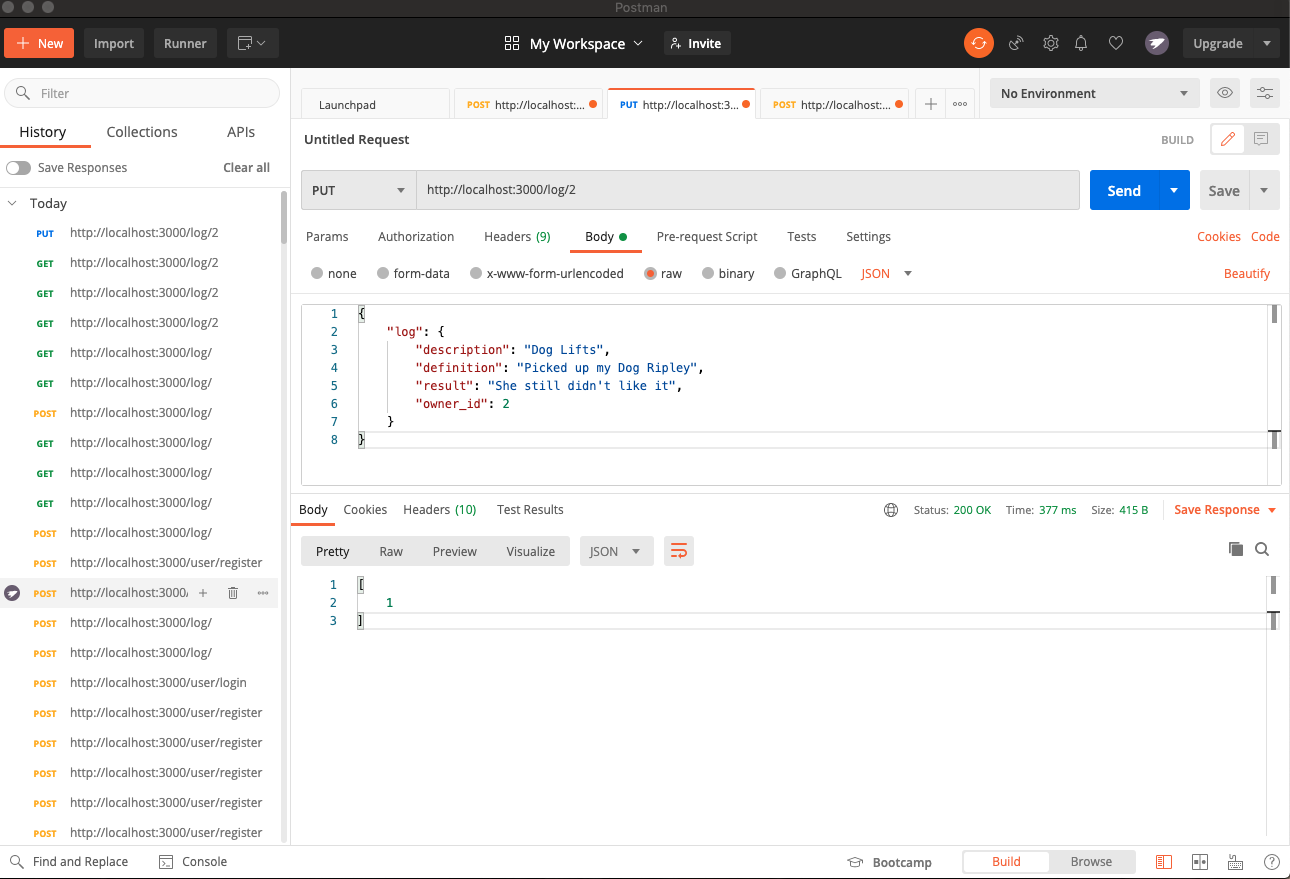 Postman
New Import Runner My Workspace Invite Upgrade
Filter
History Collections APIs
Save Responses Clear all
Today
PUT http://localhost:3000/log/2
GET http://localhost:3000/log/2
GET http://localhost:3000/log/2
GET http://localhost:3000/log/2
GET http://localhost:3000/log/
GET http://localhost:3000/log/
POST http://localhost:3000/log/
GET http://localhost:3000/log/
GET http://localhost:3000/log/
GET http://localhost:3000/log/
POST http://localhost:3000/log/
POST http://localhost:3000/user/register
POST http://localhost:3000/
POST http://localhost:3000/log/
POST http://localhost:3000/log/
POST http://localhost:3000/user/login
POST http://localhost:3000/user/register
POST http://localhost:3000/user/register
POST http://localhost:3000/user/register
POST http://localhost:3000/user/register
POST http://localhost:3000/user/register
Launchpad POST http://localhost:... PUT http://localhost:3... POST http://localhost:... No Environment
Untitled Request BUILD
PUT http://localhost:3000/log/2 Send Save
Params Authorization Headers (9) Body Pre-request Script Tests Settings Cookies Code
none form-data x-www-form-urlencoded raw binary GraphQL JSON Beautify
1 {
2 "log": {
3 "description": "Dog Lifts",
4 "definition": "Picked up my Dog Ripley",
5 "result": "She still didn't like it",
6 "owner_id": 2
7 }
8 }
Body Cookies Headers (10) Test Results Status: 200 OK Time: 377 ms Size: 415 B Save Response
Pretty Raw Preview Visualize JSON
1 [
2 1
3 ]
Find and Replace Console Bootcamp Build Browse